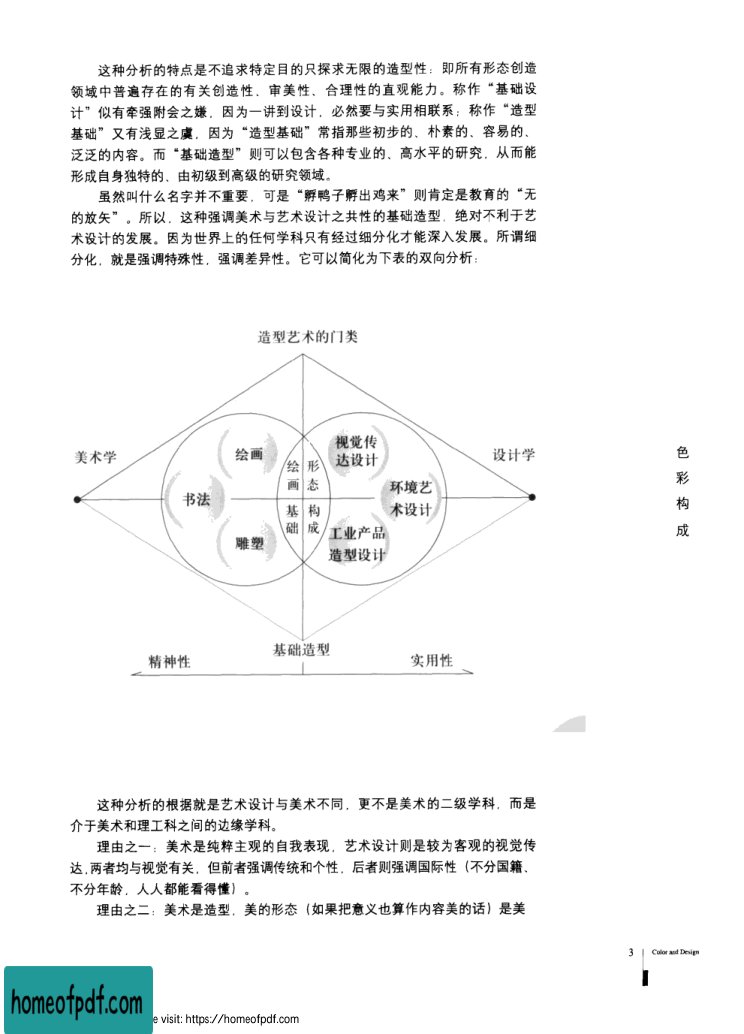 这种分析的特点是不追求特定目的只探求无限的造型性；即所有形态创造
领域中普遍存在的有关创造性、审美性、合理性的直观能力。称作“基础设
计”似有牵强附会之嫌，因为一讲到设计，必然要与实用相联系；称作“造型
基础”又有浅显之虞，因为“造型基础”常指那些初步的、朴素的、容易的、
泛泛的内容。而“基础造型”则可以包含各种专业的、高水平的研究，从而能
形成自身独特的、由初级到高级的研究领域。
虽然叫什么名字并不重要，可是“孵鸭子孵出鸡来”则肯定是教育的“无
的放矢”。所以，这种强调美术与艺术设计之共性的基础造型，绝对不利于艺
术设计的发展。因为世界上的任何学科只有经过细分化才能深入发展。所谓细
分化，就是强调特殊性，强调差异性。它可以简化为下表的双向分析：
造型艺术的门类
美术学
设计学
绘画
书法
雕塑
绘画
基础
形态
构成
视觉传
达设计
环境艺
术设计
工业产品
造型设计
基础造型
精神性
实用性
色彩构成
这种分析的根据就是艺术设计与美术不同，更不是美术的二级学科，而是
介于美术和理工科之间的边缘学科。
理由之一：美术是纯粹主观的自我表现，艺术设计则是较为客观的视觉传
达，两者均与视觉有关，但前者强调传统和个性，后者则强调国际性（不分国籍、
不分年龄，人人都能看得懂）。
理由之二：美术是造型，美的形态（如果把意义也算作内容美的话）是美
3
Color and Design
homeofpdf.com
e visit: https://homeofpdf.com